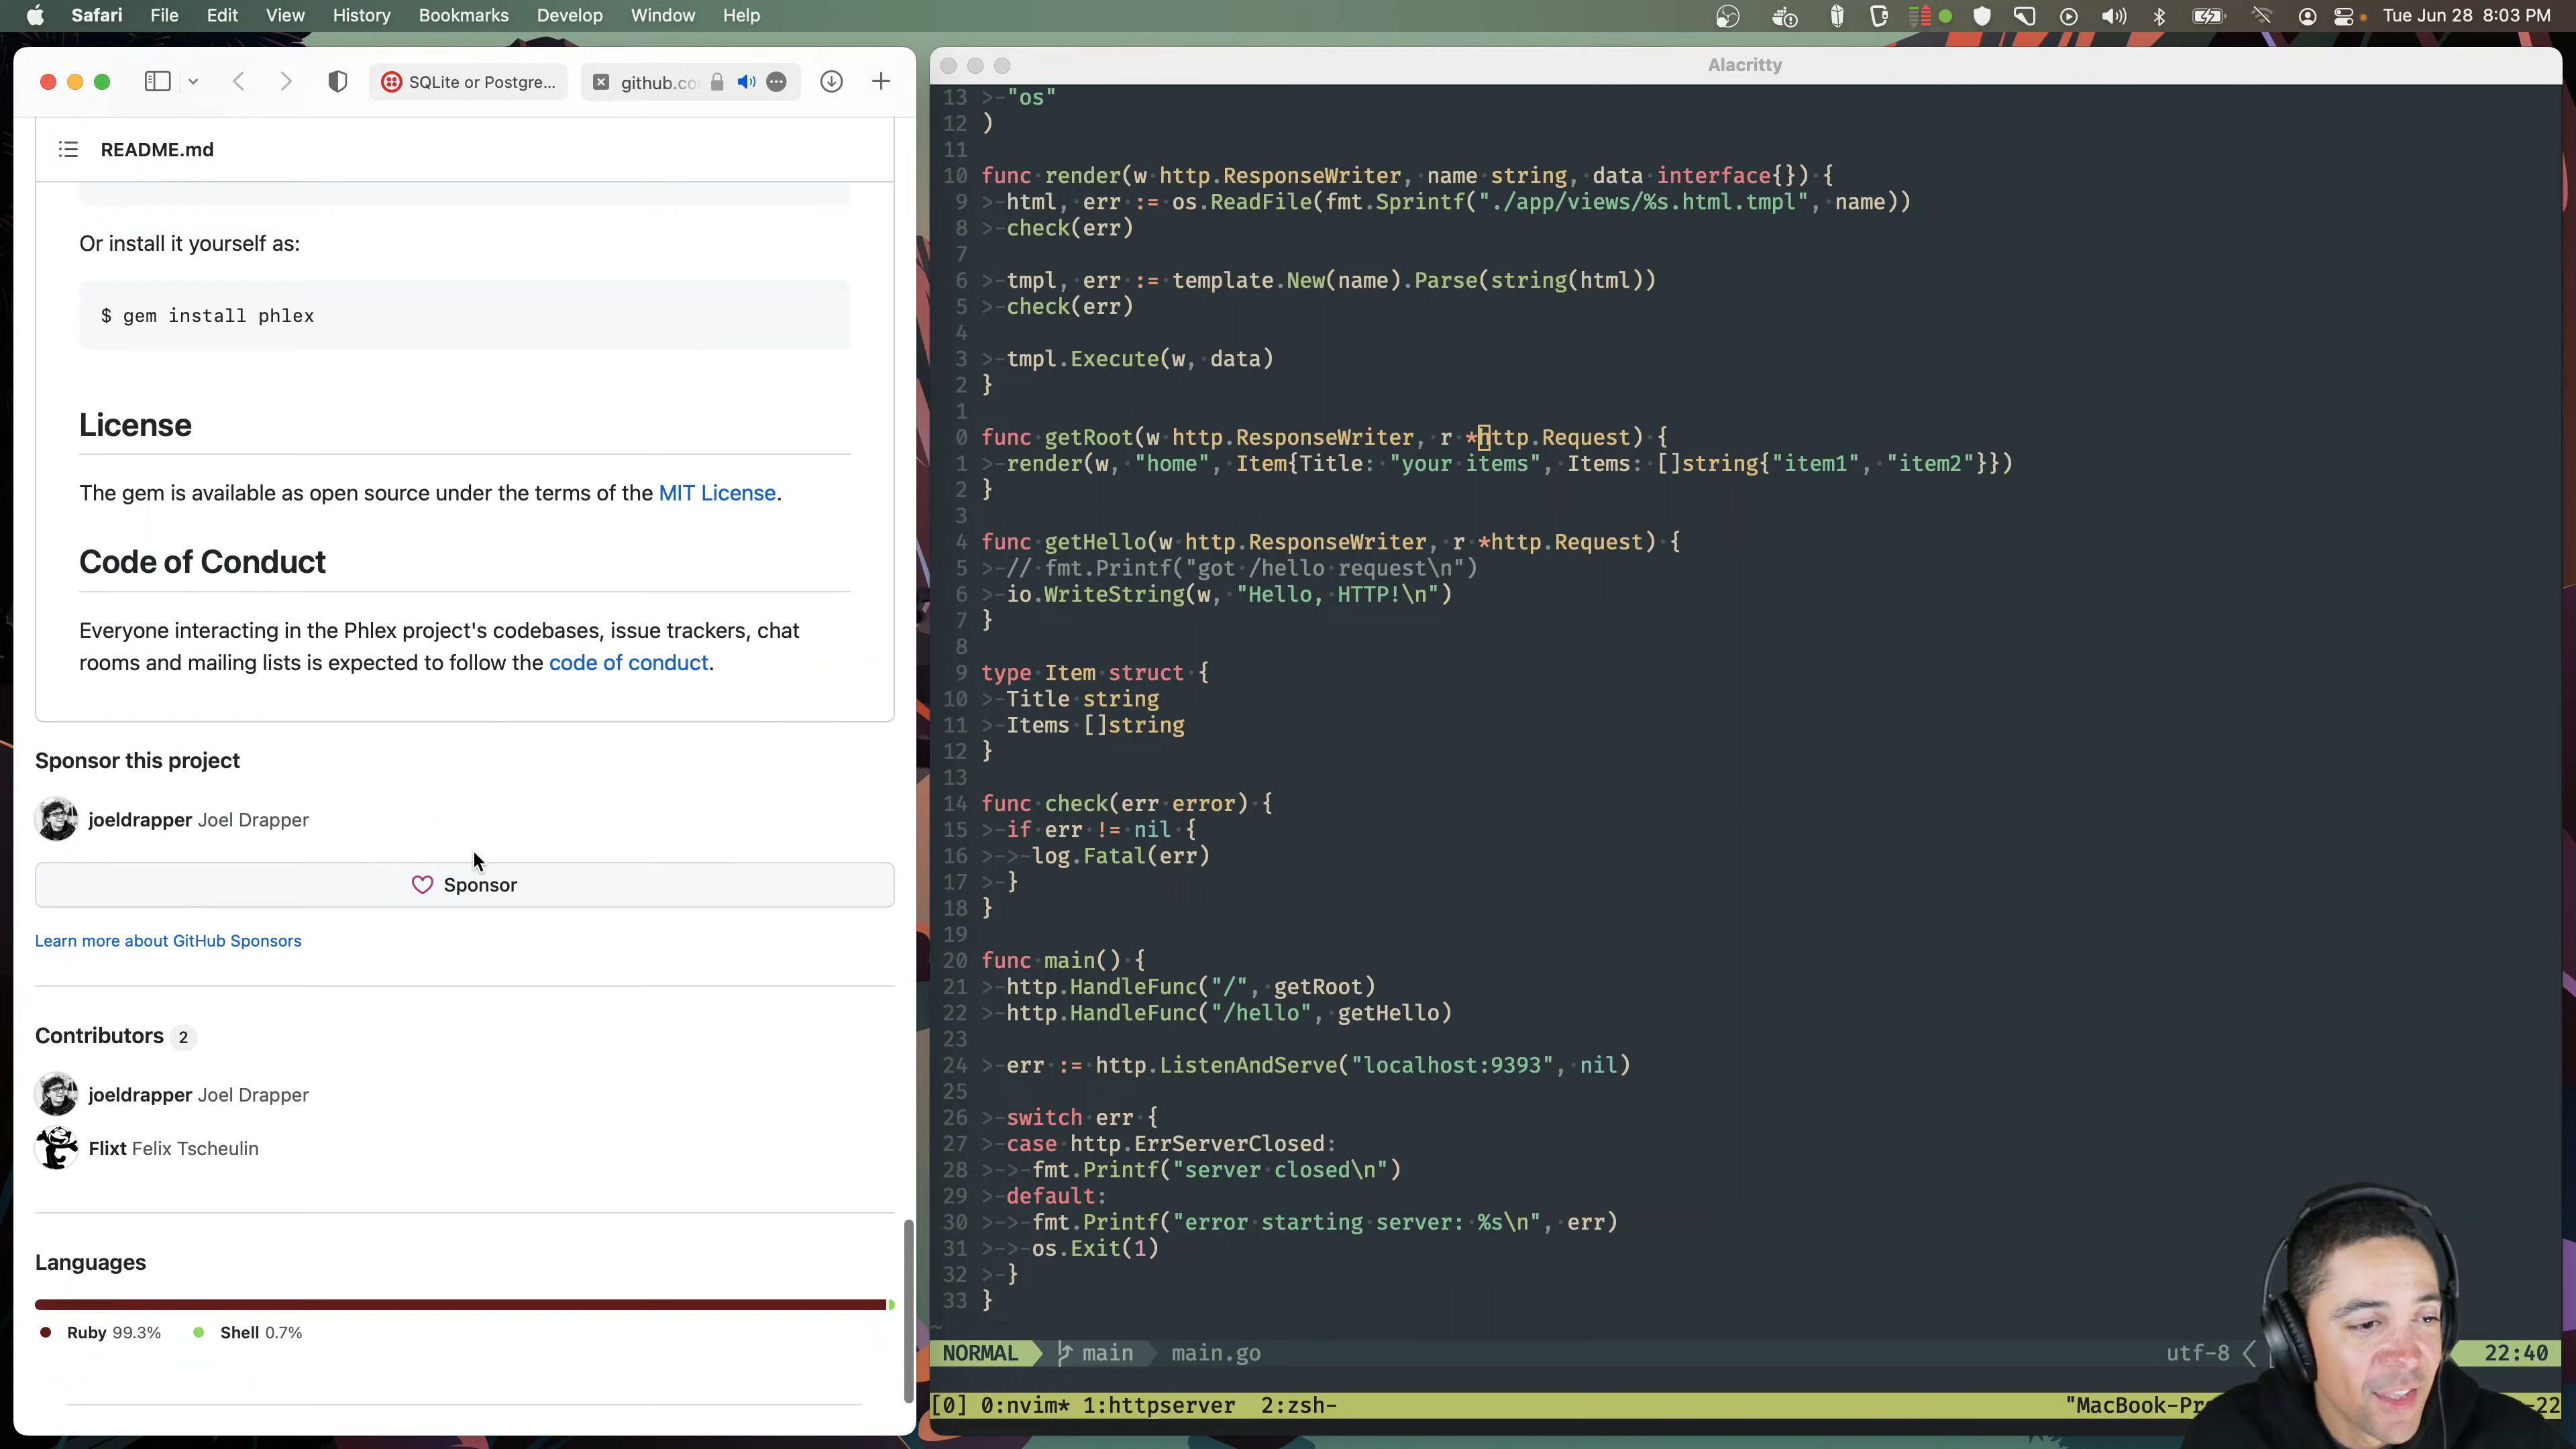 Safari File Edit View History Bookmarks Develop Window Help
Tue Jun 28 8:03 PM
SQLite or Postgre...
github.co
README.md
Or install it yourself as:
$ gem install phlex
License
The gem is available as open source under the terms of the MIT License.
Code of Conduct
Everyone interacting in the Phlex project's codebases, issue trackers, chat
rooms and mailing lists is expected to follow the code of conduct.
Sponsor this project
joeldrapper Joel Drapper
Sponsor
Learn more about GitHub Sponsors
Contributors 2
joeldrapper Joel Drapper
Flixt Felix Tscheulin
Languages
Ruby 99.3% Shell 0.7%
Alacritty
13 >-"os"
12 )
11
10 func·render(w·http.ResponseWriter,·name·string,·data·interface{})·{
9 >-html,·err·:=·os.ReadFile(fmt.Sprintf("./app/views/%s.html.tmpl",·name))
8 >-check(err)
7
6 >-tmpl,·err·:=·template.New(name).Parse(string(html))
5 >-check(err)
4
3 >-tmpl.Execute(w,·data)
2 }
1
0 func·getRoot(w·http.ResponseWriter,·r·*http.Request)·{
1 >-render(w,·"home",·Item{Title:·"your·items",·Items:·[]string{"item1",·"item2"}})
2 }
3
4 func·getHello(w·http.ResponseWriter,·r·*http.Request)·{
5 >-//·fmt.Printf("got·/hello·request\n")
6 >-io.WriteString(w,·"Hello,·HTTP!\n")
7 }
8
9 type·Item·struct·{
10 >-Title·string
11 >-Items·[]string
12 }
13
14 func·check(err·error)·{
15 >-if·err·!=·nil·{
16 >->-log.Fatal(err)
17 >-}
18 }
19
20 func·main()·{
21 >-http.HandleFunc("/",·getRoot)
22 >-http.HandleFunc("/hello",·getHello)
23
24 >-err·:=·http.ListenAndServe("localhost:9393",·nil)
25
26 >-switch·err·{
27 >-case·http.ErrServerClosed:
28 >->-fmt.Printf("server·closed\n")
29 >-default:
30 >->-fmt.Printf("error·starting·server:·%s\n",·err)
31 >->-os.Exit(1)
32 >-}
33 }
~
NORMAL main main.go utf-8 22:40
[0] 0:nvim* 1:httpserver 2:zsh- "MacBook-Pr -22